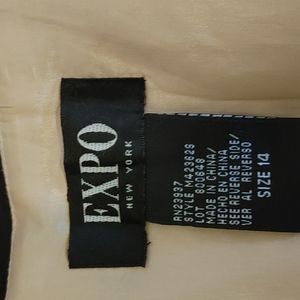 EXPO
NEW YORK
RN23937
STYLE M42362S
LOT 800648
MADE IN CHINA/
HECHO EN CHINA
SEE REVERSE SIDE/
VER AL REVERSO
SIZE 14